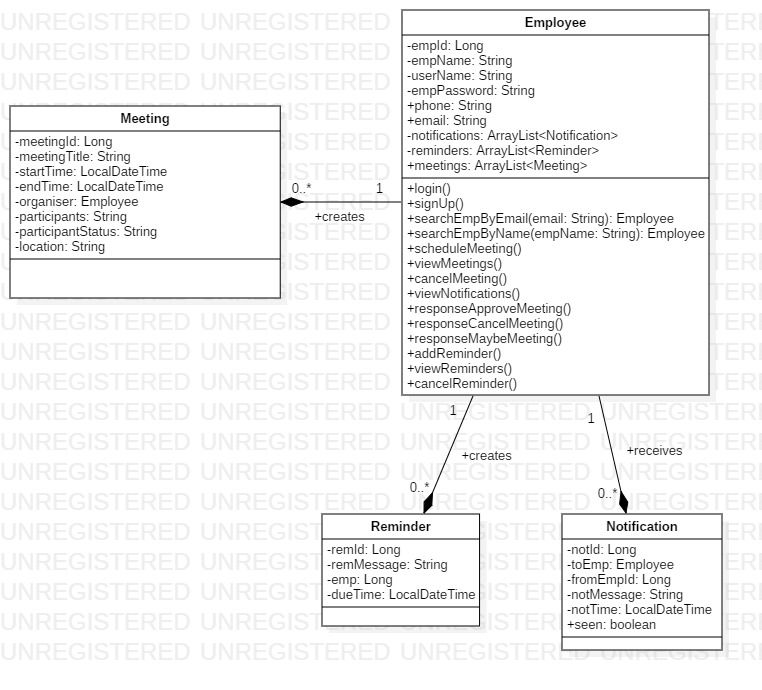 Employee
-empId: Long
-empName: String
-userName: String
-empPassword: String
+phone: String
+email: String
-notifications: ArrayList<Notification>
-reminders: ArrayList<Reminder>
+meetings: ArrayList<Meeting>
+login()
+signUp()
+searchEmpByEmail(email: String): Employee
+searchEmpByName(empName: String): Employee
+scheduleMeeting()
+viewMeetings()
+cancelMeeting()
+viewNotifications()
+responseApproveMeeting()
+responseCancelMeeting()
+responseMaybeMeeting()
+addReminder()
+viewReminders()
+cancelReminder()
Meeting
-meetingId: Long
-meetingTitle: String
-startTime: LocalDateTime
-endTime: LocalDateTime
-organiser: Employee
-participants: String
-participantStatus: String
-location: String
0..* 1
+creates
1
+creates
0..*
1
+receives
0..*
Reminder
-remId: Long
-remMessage: String
-emp: Long
-dueTime: LocalDateTime
Notification
-notId: Long
-toEmp: Employee
-fromEmpId: Long
-notMessage: String
-notTime: LocalDateTime
+seen: boolean
UNREGISTERED UNREGISTERED UNREGISTERED UNREGISTERED